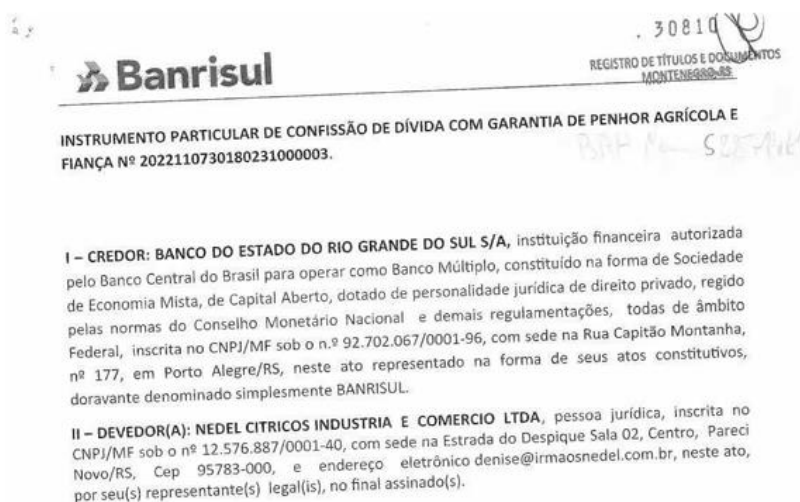 . 30810
Banrisul
REGISTRO DE TÍTULOS E DOCUMENTOS
MONTENEGRO-RS
INSTRUMENTO PARTICULAR DE CONFISSÃO DE DÍVIDA COM GARANTIA DE PENHOR AGRÍCOLA E
FIANÇA Nº 2022110730180231000003.
I – CREDOR: BANCO DO ESTADO DO RIO GRANDE DO SUL S/A, instituição financeira autorizada
pelo Banco Central do Brasil para operar como Banco Múltiplo, constituído na forma de Sociedade
de Economia Mista, de Capital Aberto, dotado de personalidade jurídica de direito privado, regido
pelas normas do Conselho Monetário Nacional e demais regulamentações, todas de âmbito
Federal, inscrita no CNPJ/MF sob o n.º 92.702.067/0001-96, com sede na Rua Capitão Montanha,
nº 177, em Porto Alegre/RS, neste ato representado na forma de seus atos constitutivos,
doravante denominado simplesmente BANRISUL.
II – DEVEDOR(A): NEDEL CITRICOS INDUSTRIA E COMERCIO LTDA, pessoa jurídica, inscrita no
CNPJ/MF sob o nº 12.576.887/0001-40, com sede na Estrada do Despique Sala 02, Centro, Pareci
Novo/RS, Cep 95783-000, e endereço eletrônico denise@irmaosnedel.com.br, neste ato,
por seu(s) representante(s) legal(is), no final assinado(s).